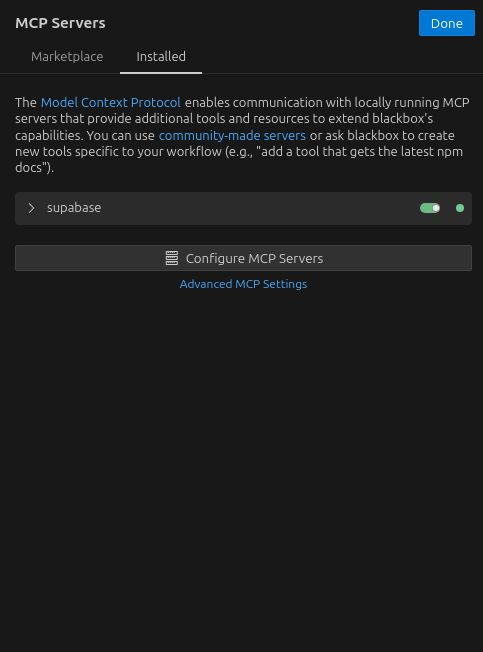 MCP Servers
Done
Marketplace
Installed
The Model Context Protocol enables communication with locally running MCP
servers that provide additional tools and resources to extend blackbox's
capabilities. You can use community-made servers or ask blackbox to create
new tools specific to your workflow (e.g., "add a tool that gets the latest npm
docs").
supabase
Configure MCP Servers
Advanced MCP Settings